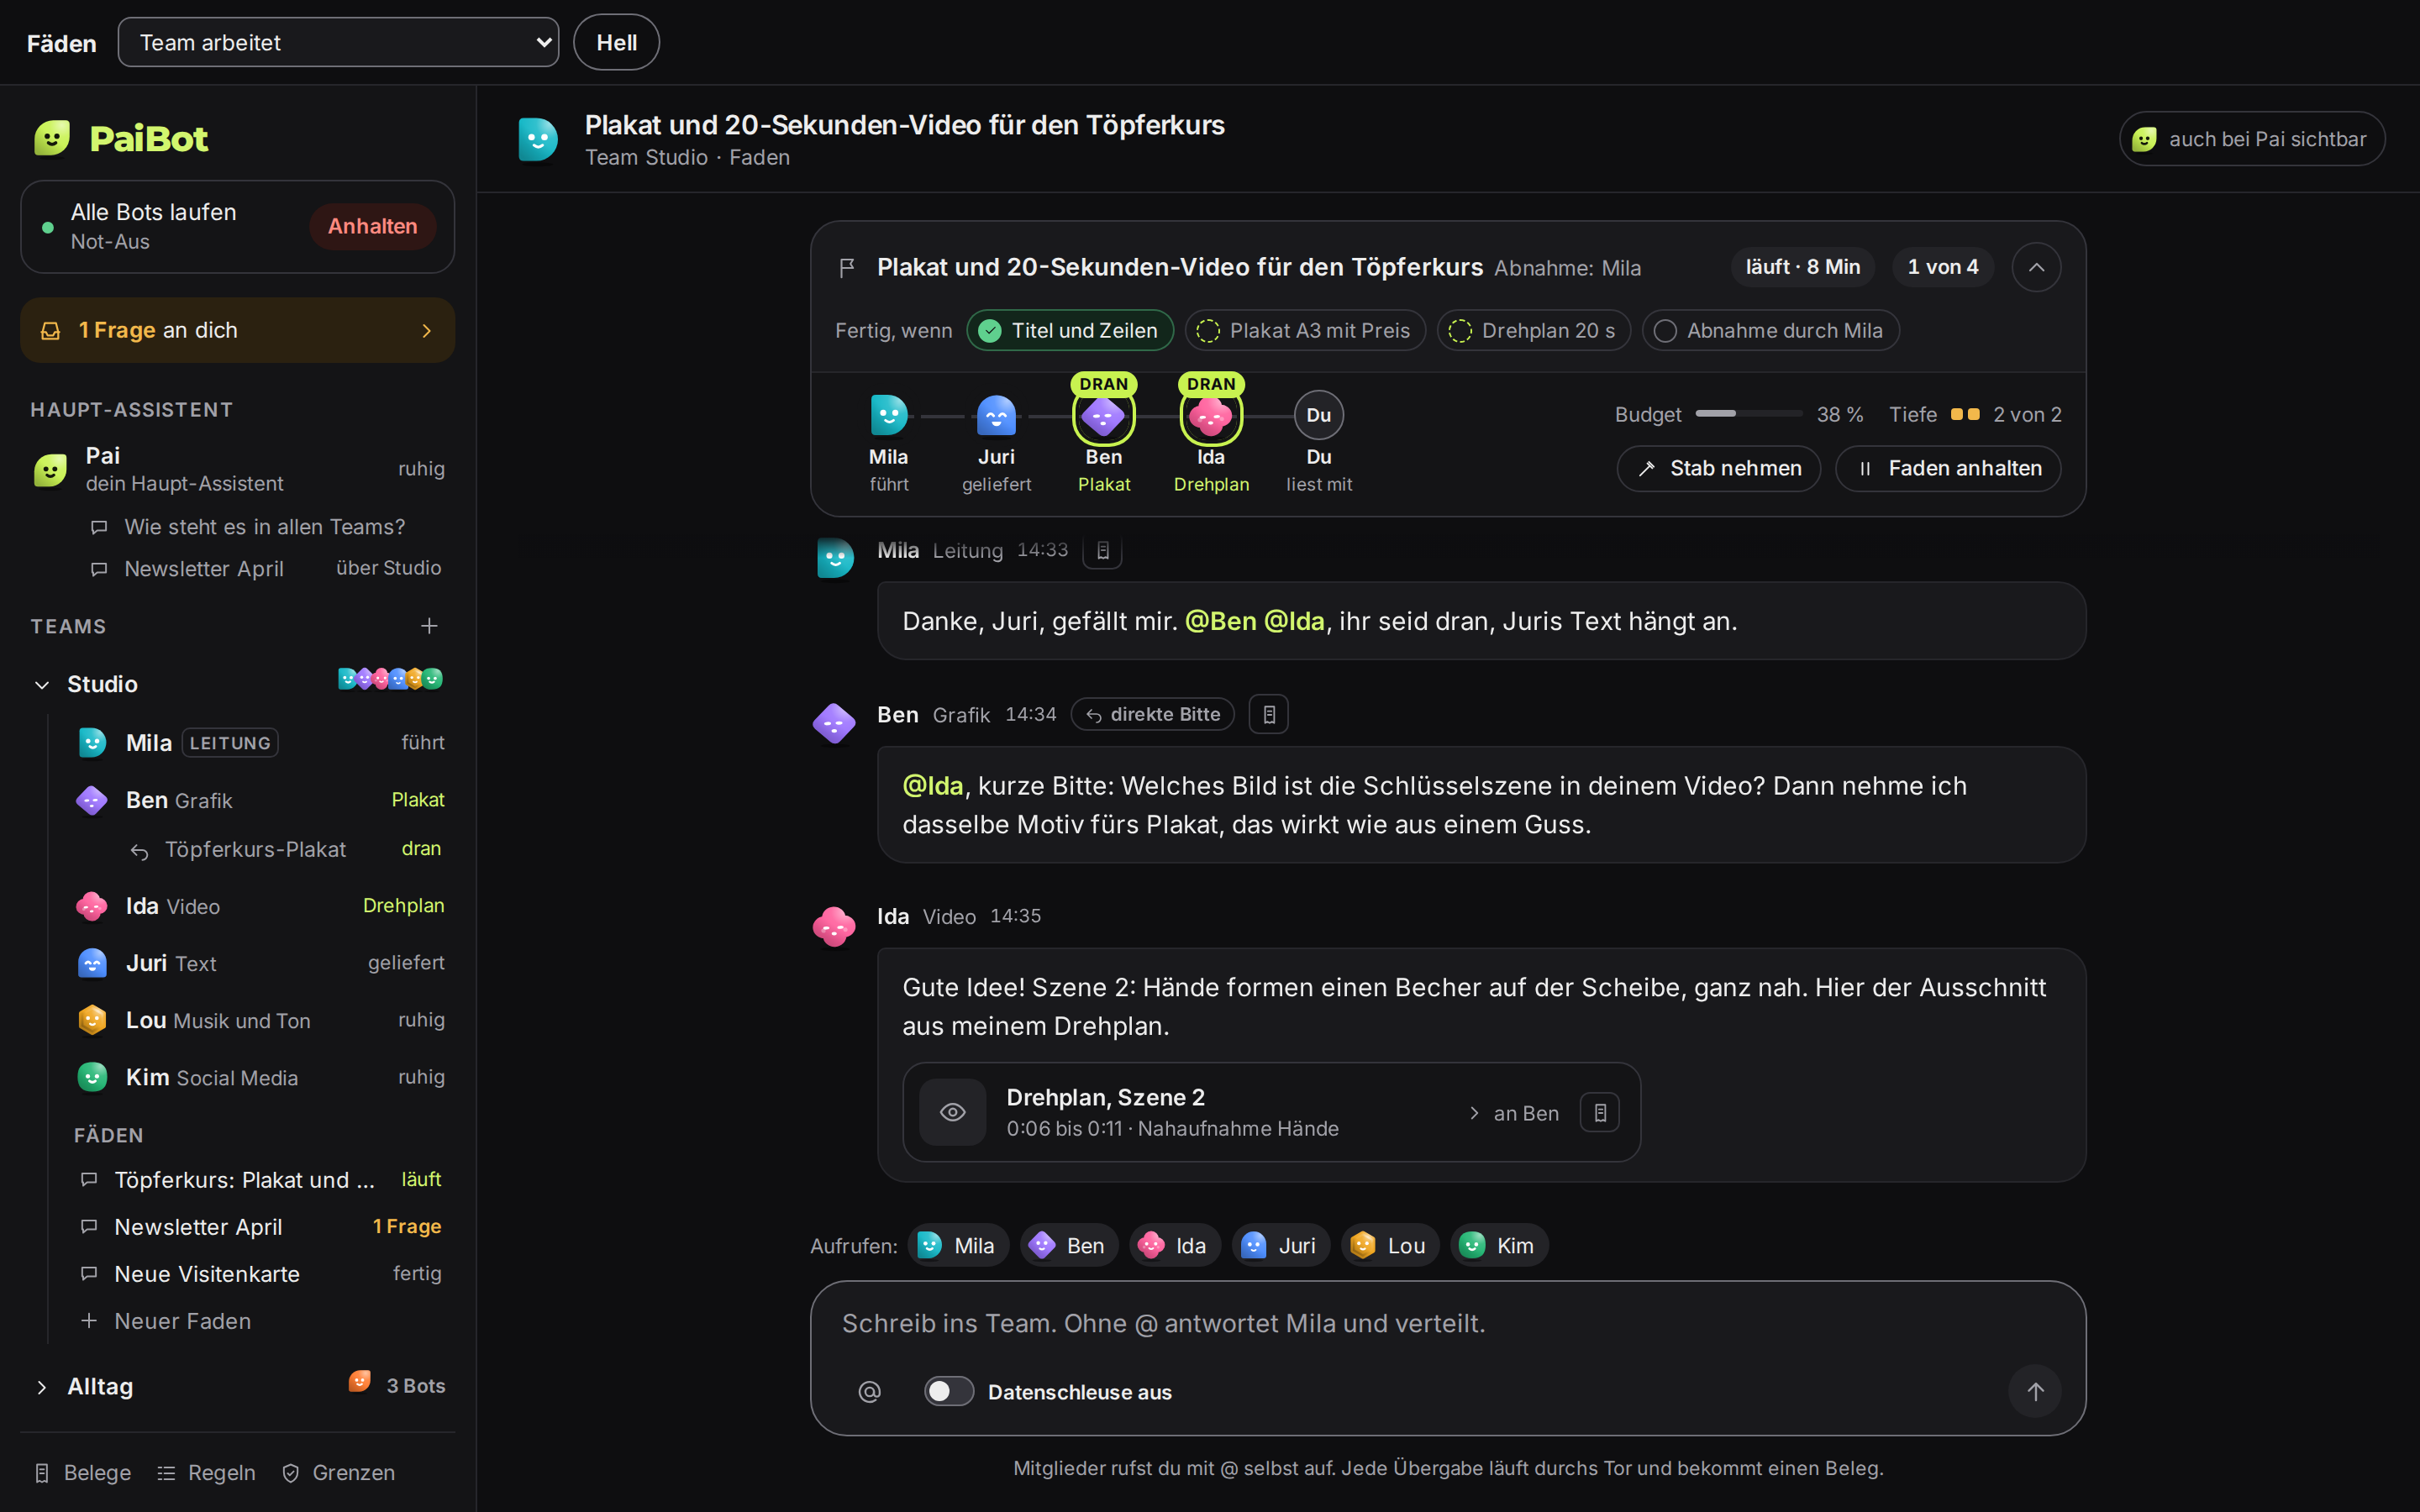 Fäden Team arbeitet Hell
PaiBot
Alle Bots laufen
Not-Aus
Anhalten
1 Frage an dich
HAUPT-ASSISTENT
Pai
dein Haupt-Assistent
ruhig
Wie steht es in allen Teams?
Newsletter April über Studio
TEAMS
Studio
Mila LEITUNG führt
Ben Grafik Plakat
Töpferkurs-Plakat dran
Ida Video Drehplan
Juri Text geliefert
Lou Musik und Ton ruhig
Kim Social Media ruhig
FÄDEN
Töpferkurs: Plakat und ... läuft
Newsletter April 1 Frage
Neue Visitenkarte fertig
Neuer Faden
Alltag 3 Bots
Belege Regeln Grenzen
Plakat und 20-Sekunden-Video für den Töpferkurs
Team Studio · Faden
auch bei Pai sichtbar
Plakat und 20-Sekunden-Video für den Töpferkurs Abnahme: Mila läuft · 8 Min 1 von 4
Fertig, wenn Titel und Zeilen Plakat A3 mit Preis Drehplan 20 s Abnahme durch Mila
DRAN DRAN
Du
Mila Juri Ben Ida Du
führt geliefert Plakat Drehplan liest mit
Budget 38 % Tiefe 2 von 2
Stab nehmen Faden anhalten
Mila Leitung 14:33
Danke, Juri, gefällt mir. @Ben @Ida, ihr seid dran, Juris Text hängt an.
Ben Grafik 14:34 direkte Bitte
@Ida, kurze Bitte: Welches Bild ist die Schlüsselszene in deinem Video? Dann nehme ich
dasselbe Motiv fürs Plakat, das wirkt wie aus einem Guss.
Ida Video 14:35
Gute Idee! Szene 2: Hände formen einen Becher auf der Scheibe, ganz nah. Hier der Ausschnitt
aus meinem Drehplan.
Drehplan, Szene 2
0:06 bis 0:11 · Nahaufnahme Hände
an Ben
Aufrufen: Mila Ben Ida Juri Lou Kim
Schreib ins Team. Ohne @ antwortet Mila und verteilt.
@ Datenschleuse aus
Mitglieder rufst du mit @ selbst auf. Jede Übergabe läuft durchs Tor und bekommt einen Beleg.